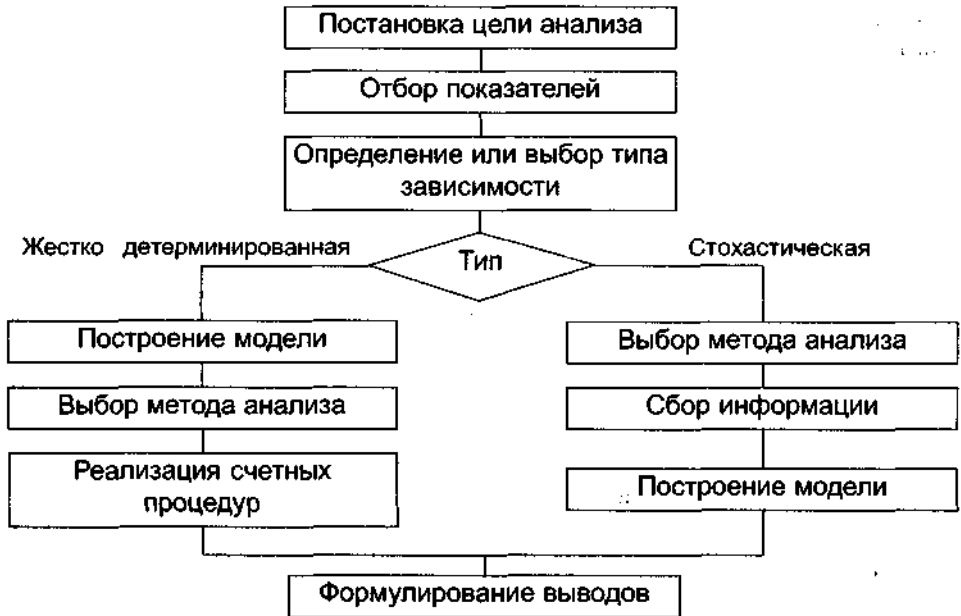 Постановка цели анализа
Отбор показателей
Определение или выбор типа
зависимости
Жестко детерминированная
Тип
Стохастическая
Построение модели
Выбор метода анализа
Реализация счетных
процедур
Выбор метода анализа
Сбор информации
Построение модели
Формулирование выводов